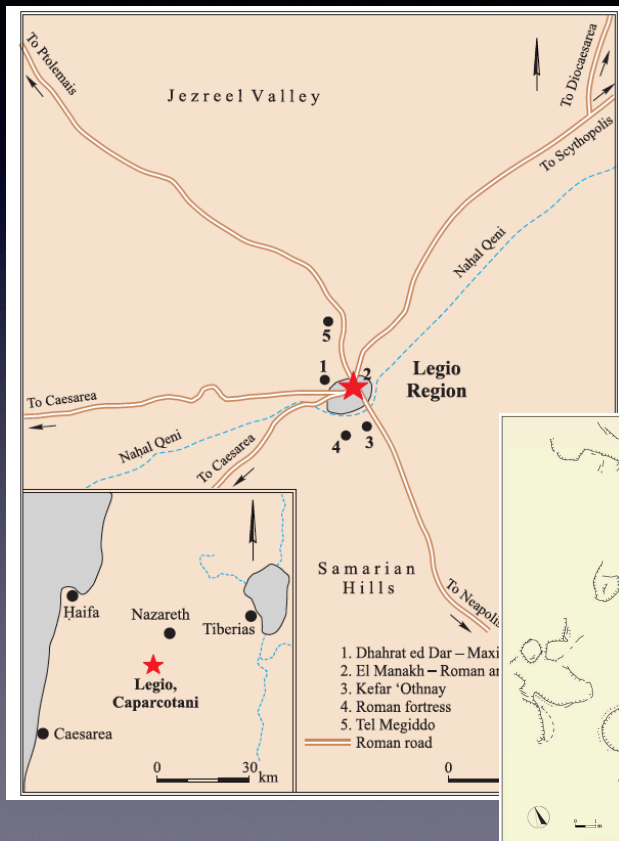 To Ptolemais
Jezreel Valley
To Diocaesarea
To Scythopolis
Naḥal Qeni
5
1
2
Legio
Region
To Caesarea
Naḥal Qeni
To Caesarea
4
3
Samarian
Hills
To Neapolis
Ḥaifa
Nazareth
Tiberias
Legio,
Caparcotani
Caesarea
0 30
km
1. Dhahrat ed Dar – Maxi
2. El Manakh – Roman
3. Kefar ‘Othnay
4. Roman fortress
5. Tel Megiddo
Roman road
0
0 1
m